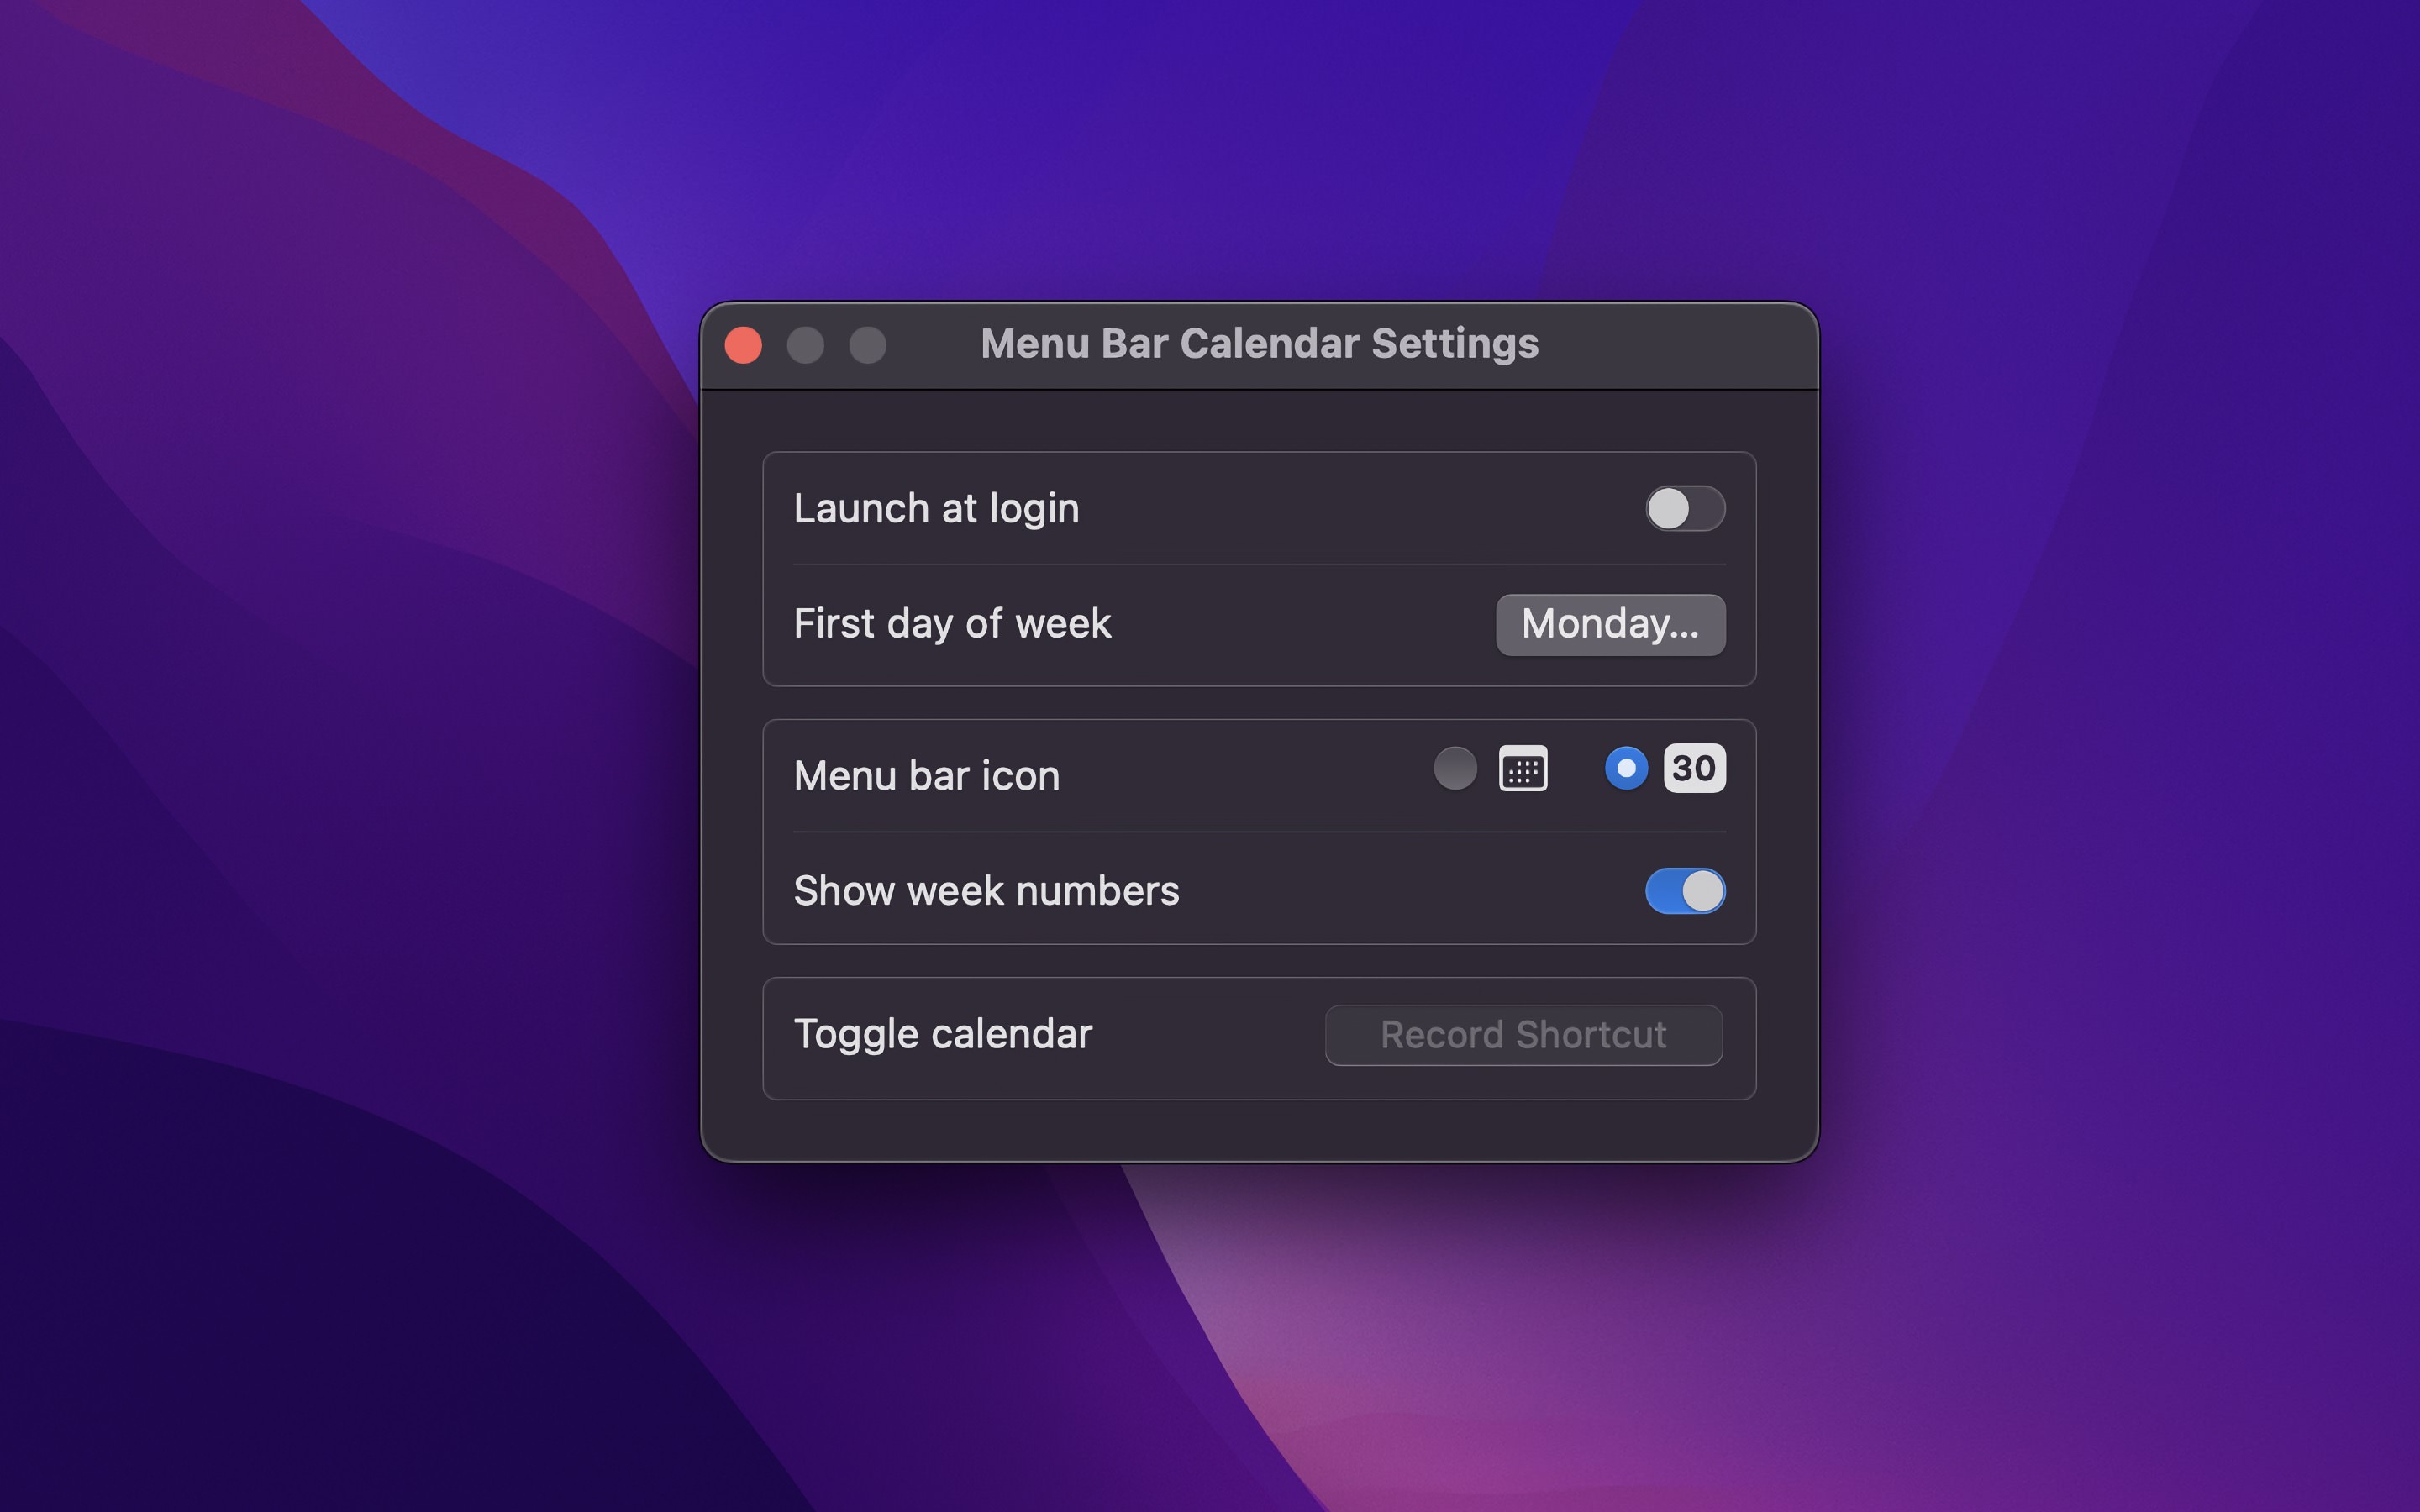 Menu Bar Calendar Settings
Launch at login
First day of week
Monday...
Menu bar icon
30
Show week numbers
Toggle calendar
Record Shortcut